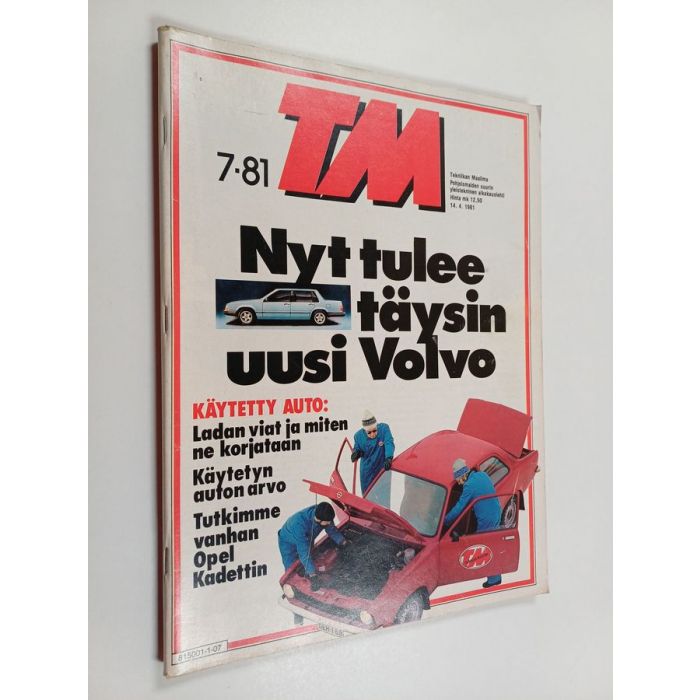 TM
7·81
Tekniikan Maailma
Pohjoismaiden suurin
yleistekninen aikakauslehti
Hinta mk 12,50
14. 4. 1981
Nyt tulee
täysin
uusi Volvo
KÄYTETTY AUTO:
Ladan viat ja miten
ne korjataan
Käytetyn
auton arvo
Tutkimme
vanhan
Opel
Kadettin
TM
815001-1-07